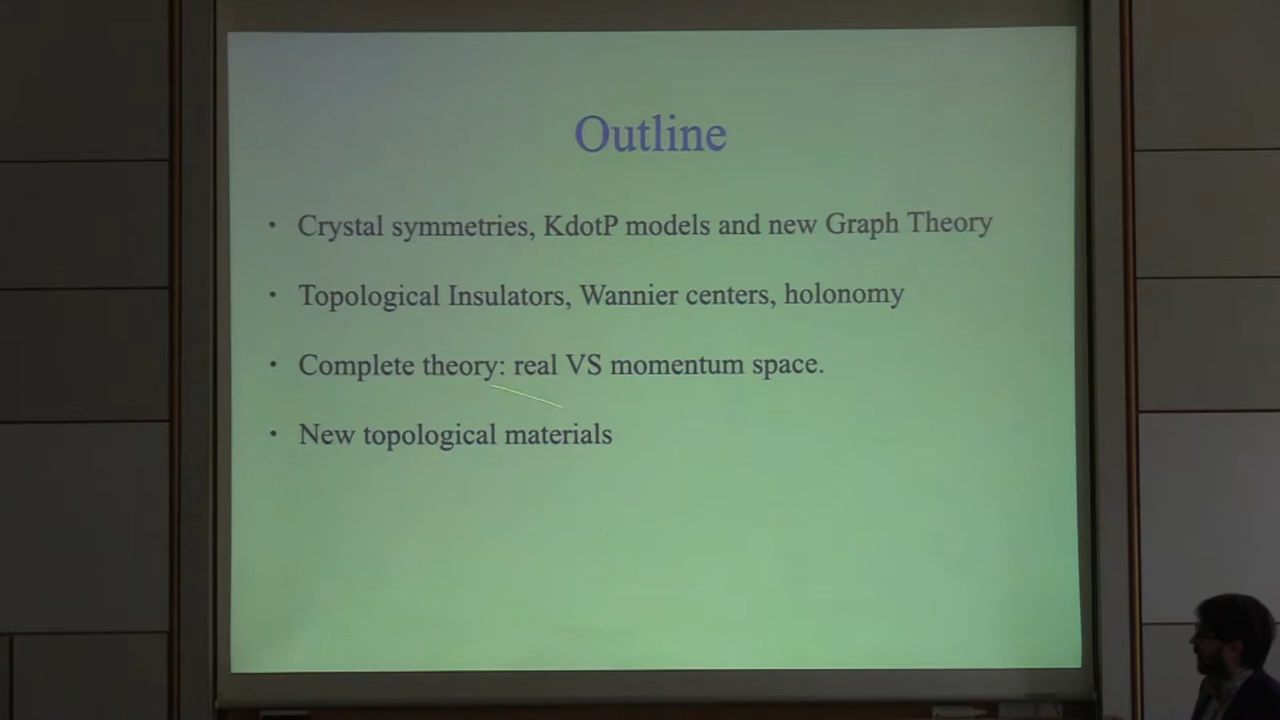 Outline
• Crystal symmetries, KdotP models and new Graph Theory
• Topological Insulators, Wannier centers, holonomy
• Complete theory: real VS momentum space.
• New topological materials